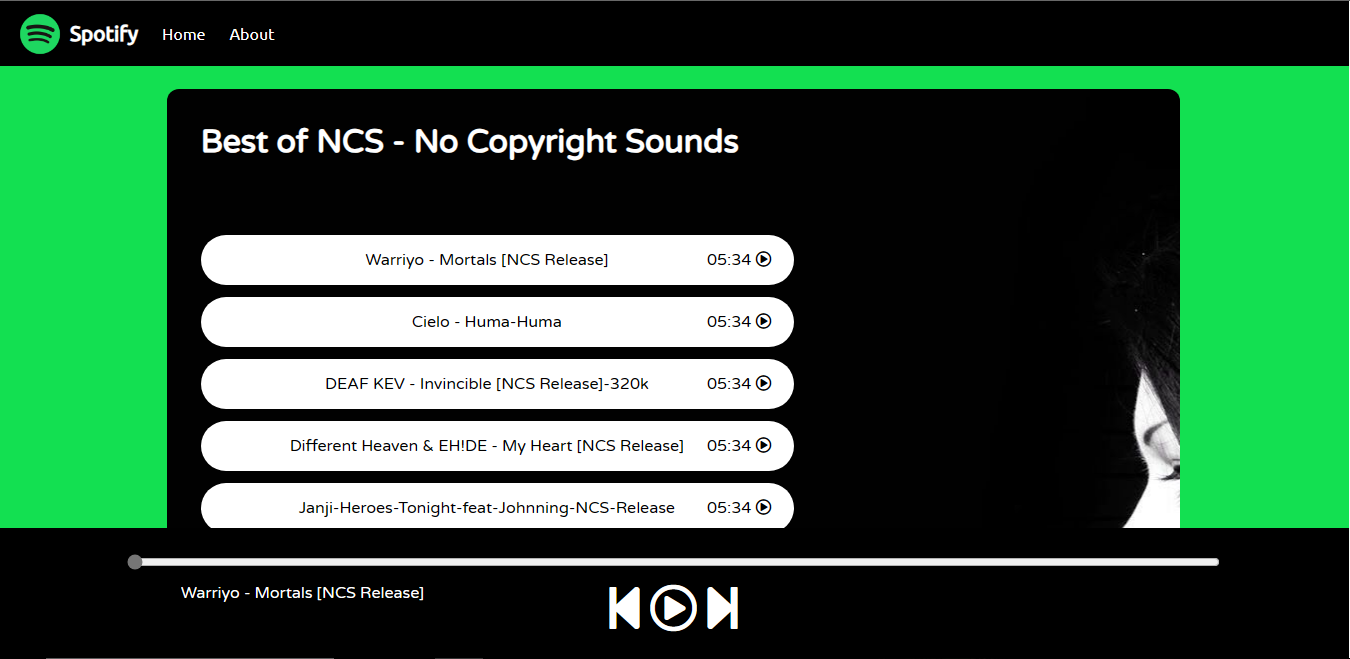 Spotify Home About
Best of NCS - No Copyright Sounds
Warriyo - Mortals [NCS Release] 05:34
Cielo - Huma-Huma 05:34
DEAF KEV - Invincible [NCS Release]-320k 05:34
Different Heaven & EH!DE - My Heart [NCS Release] 05:34
Janji-Heroes-Tonight-feat-Johnning-NCS-Release 05:34
Warriyo - Mortals [NCS Release]